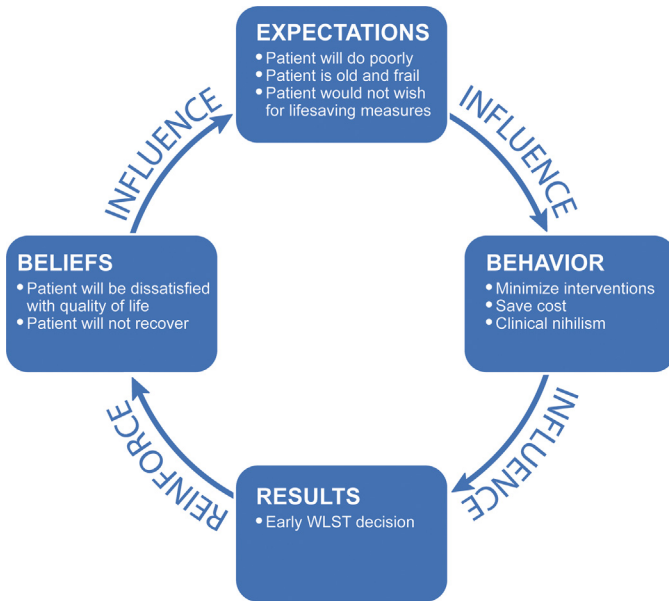 EXPECTATIONS
• Patient will do poorly
• Patient is old and frail
• Patient would not wish
for lifesaving measures
INFLUENCE
INFLUENCE
BELIEFS
• Patient will be dissatisfied
with quality of life
• Patient will not recover
BEHAVIOR
• Minimize interventions
• Save cost
• Clinical nihilism
REINFORCE
INFLUENCE
RESULTS
• Early WLST decision